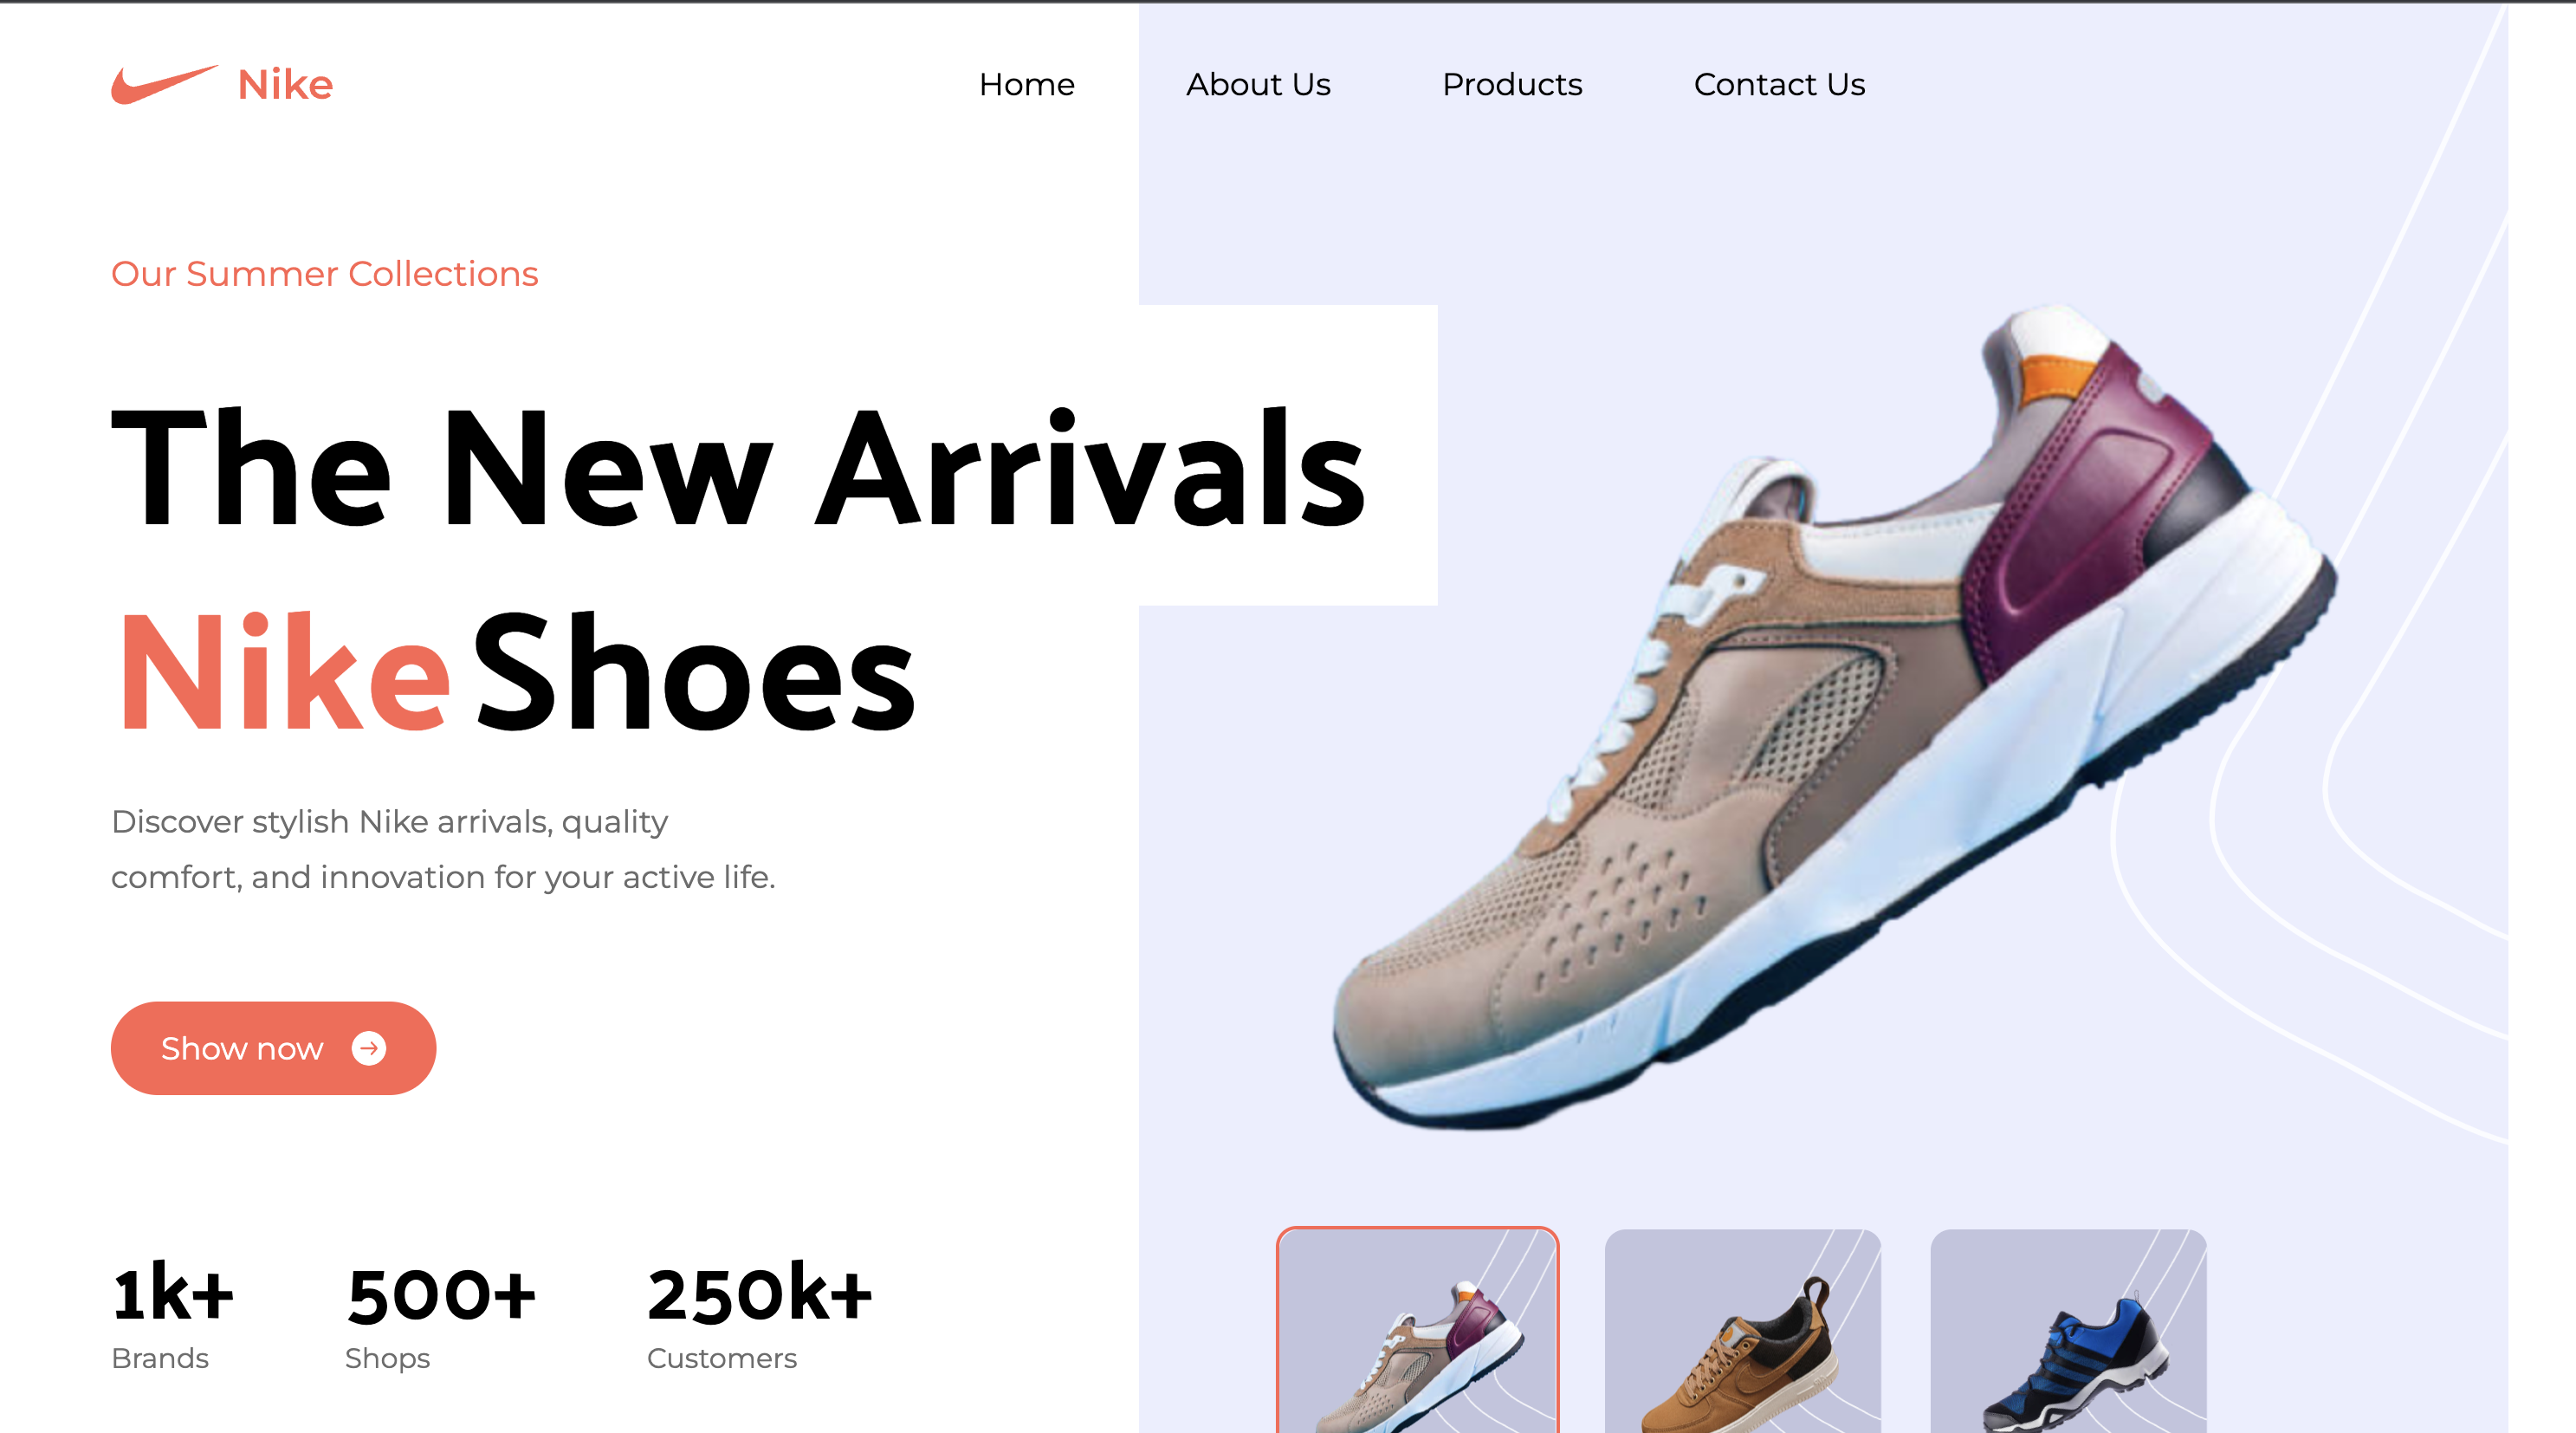 Nike
Home
About Us
Products
Contact Us
Our Summer Collections
The New Arrivals
Nike Shoes
Discover stylish Nike arrivals, quality
comfort, and innovation for your active life.
Show now
1k+
500+
250k+
Brands
Shops
Customers